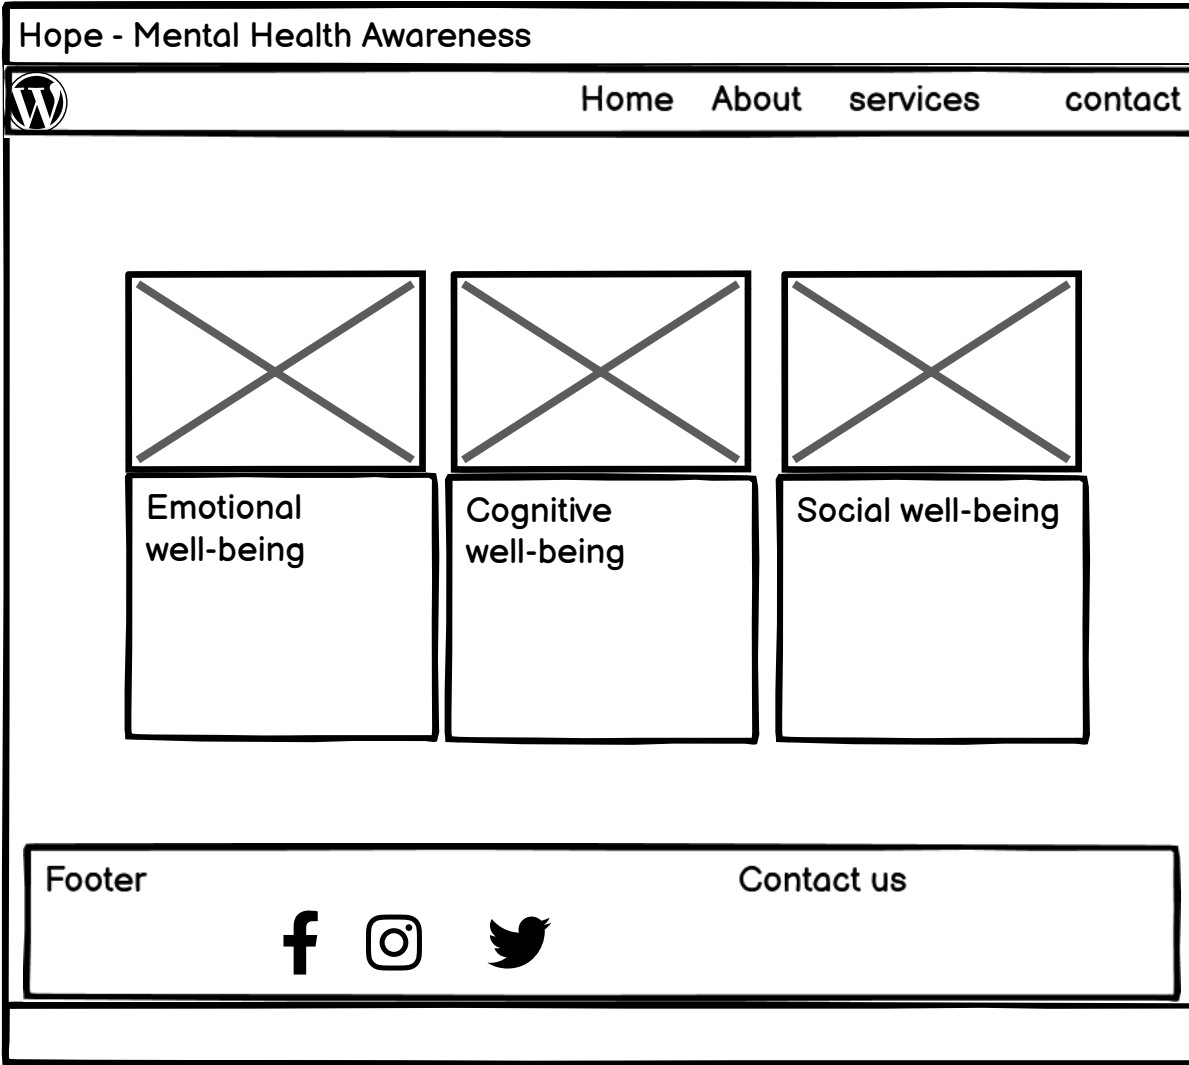 Hope - Mental Health Awareness
W
Home About services contact
Emotional
well-being
Cognitive
well-being
Social well-being
Footer
Contact us